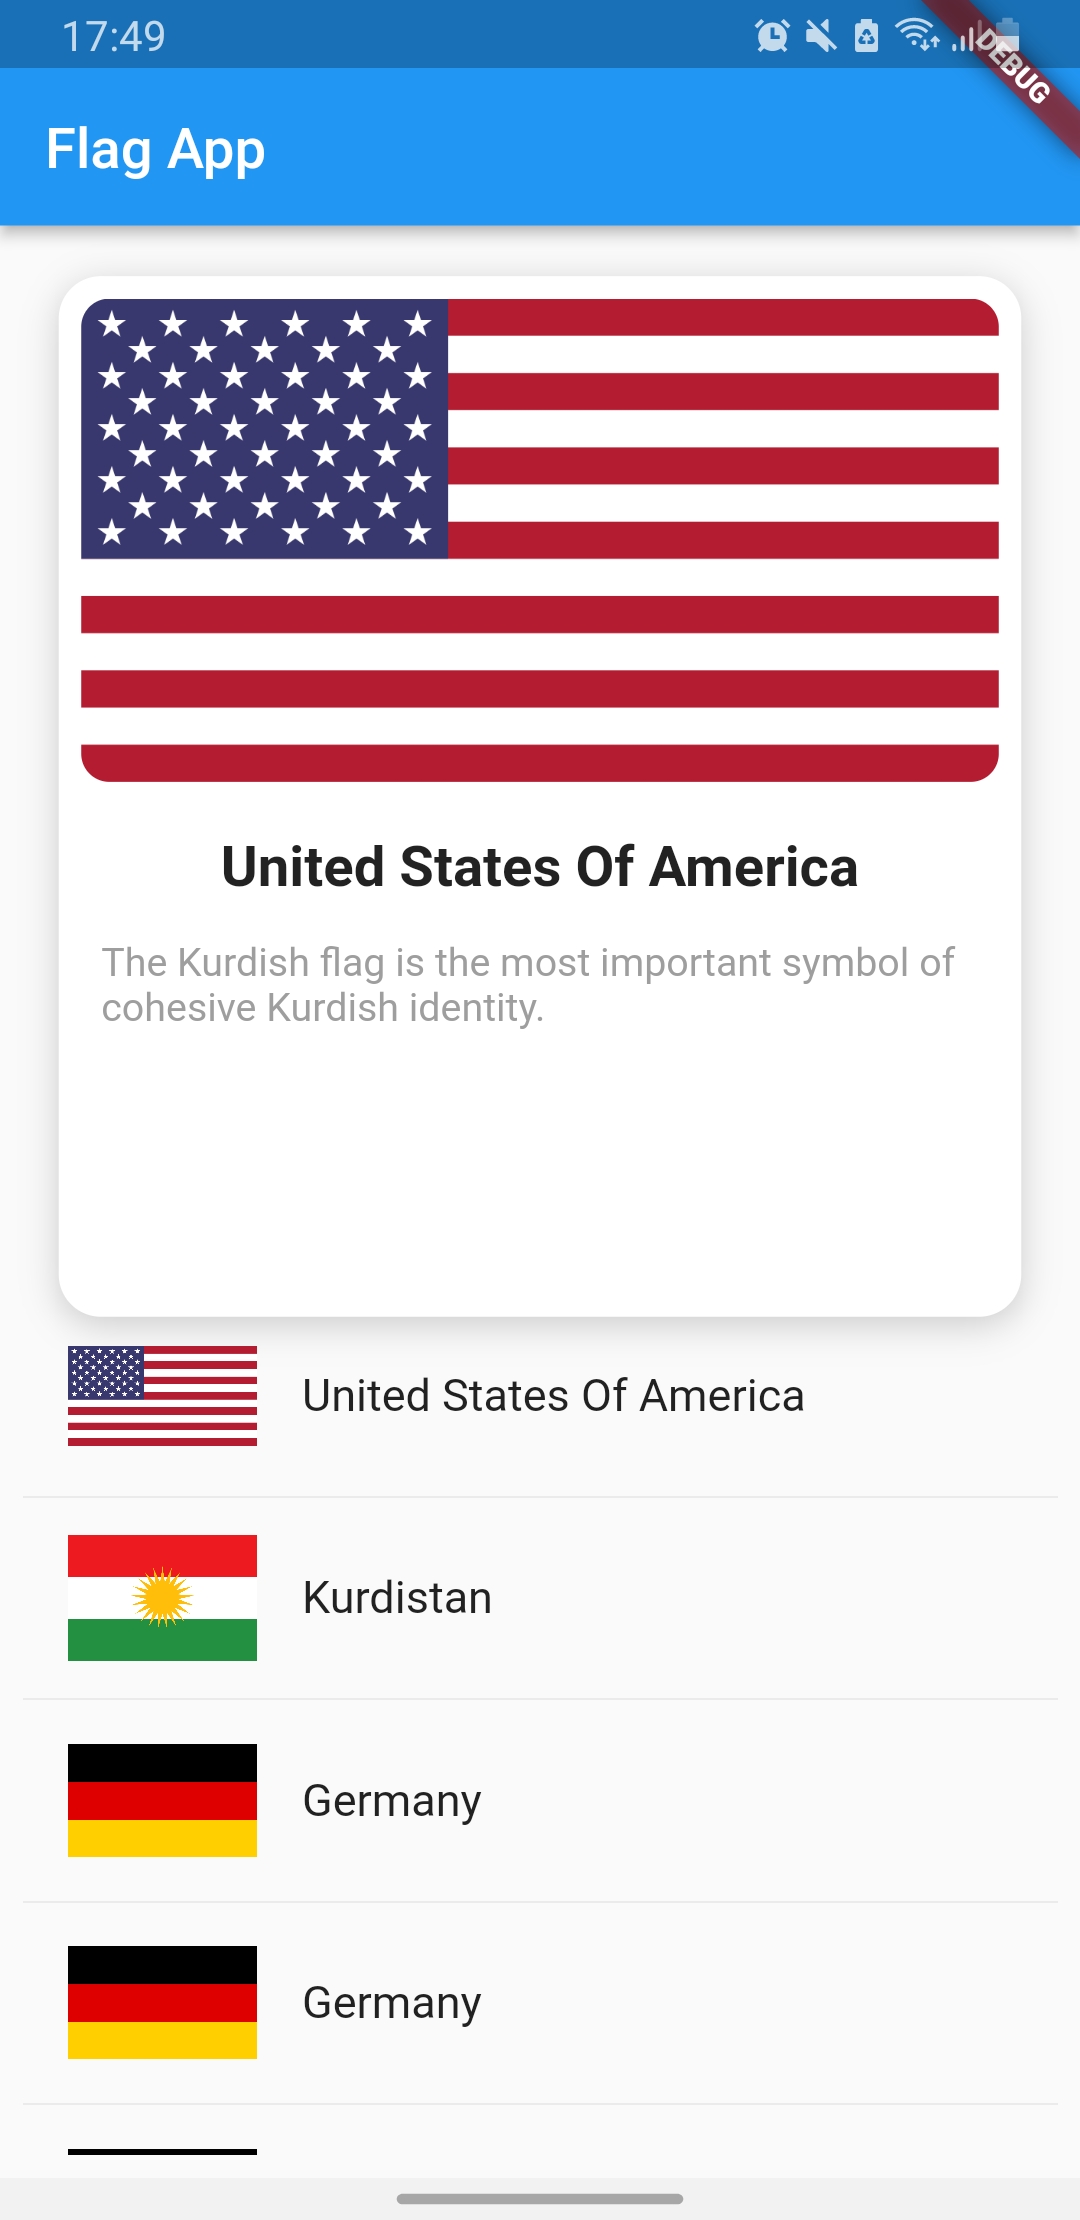 17:49
DEBUG
Flag App
United States Of America
The Kurdish flag is the most important symbol of
cohesive Kurdish identity.
United States Of America
Kurdistan
Germany
Germany